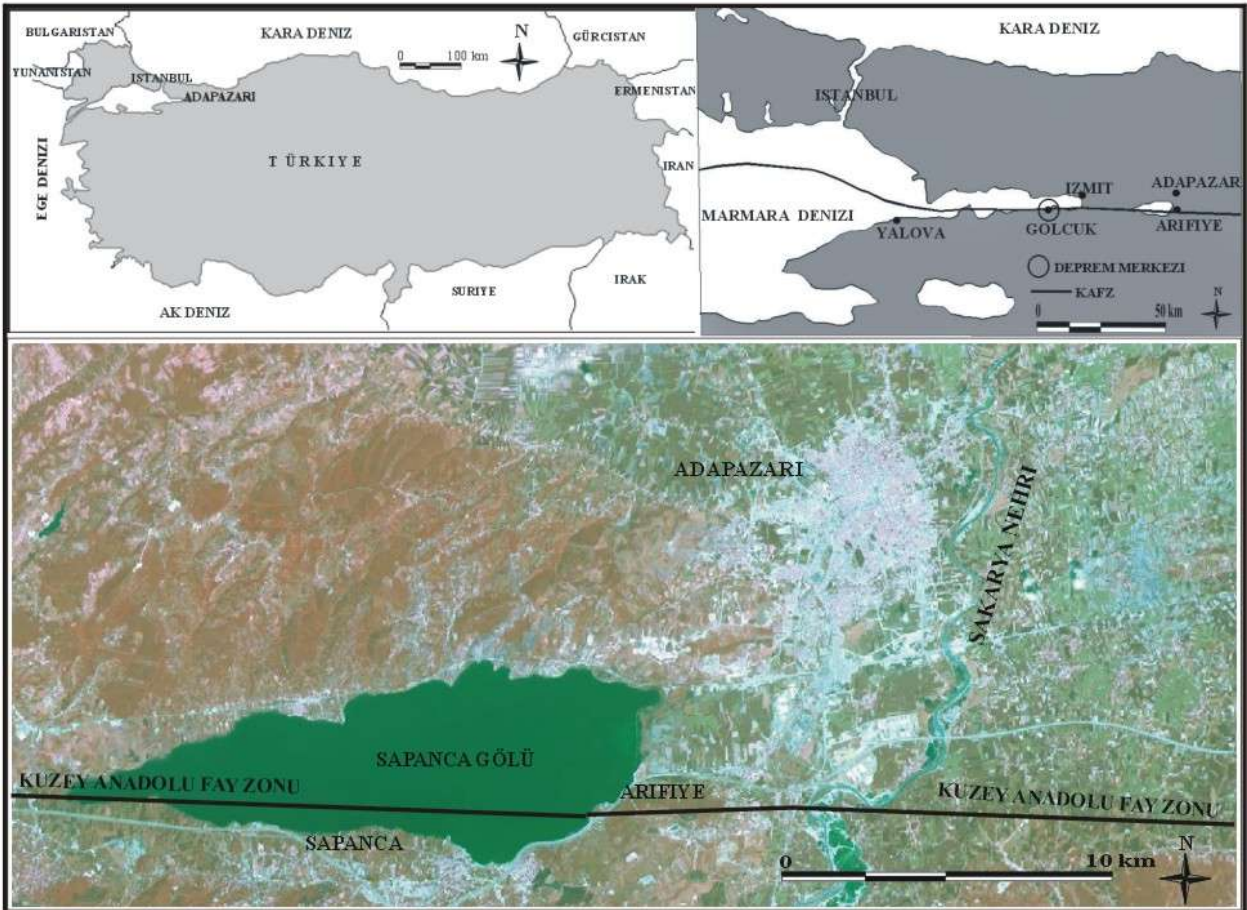 BULGARISTAN
KARA DENIZ
N
GÜRCISTAN
0 100 km
YUNANISTAN
ISTANBUL
ADAPAZARI
ERMENISTAN
EGE DENIZI
T ÜRKIYE
IRAN
SURIYE
IRAK
AK DENIZ
KARA DENIZ
ISTANBUL
IZMIT
ADAPAZAR
MARMARA DENIZI
YALOVA
GOLCUK
ARIFIYE
DEPREM MERKEZI
KAFZ
N
0 50 km
ADAPAZARI
SAKARYA NEHRI
SAPANCA GÖLÜ
KUZEY ANADOLU FAY ZONU
ARIFIYE
KUZEY ANADOLU FAY ZONU
SAPANCA
N
0 10 km